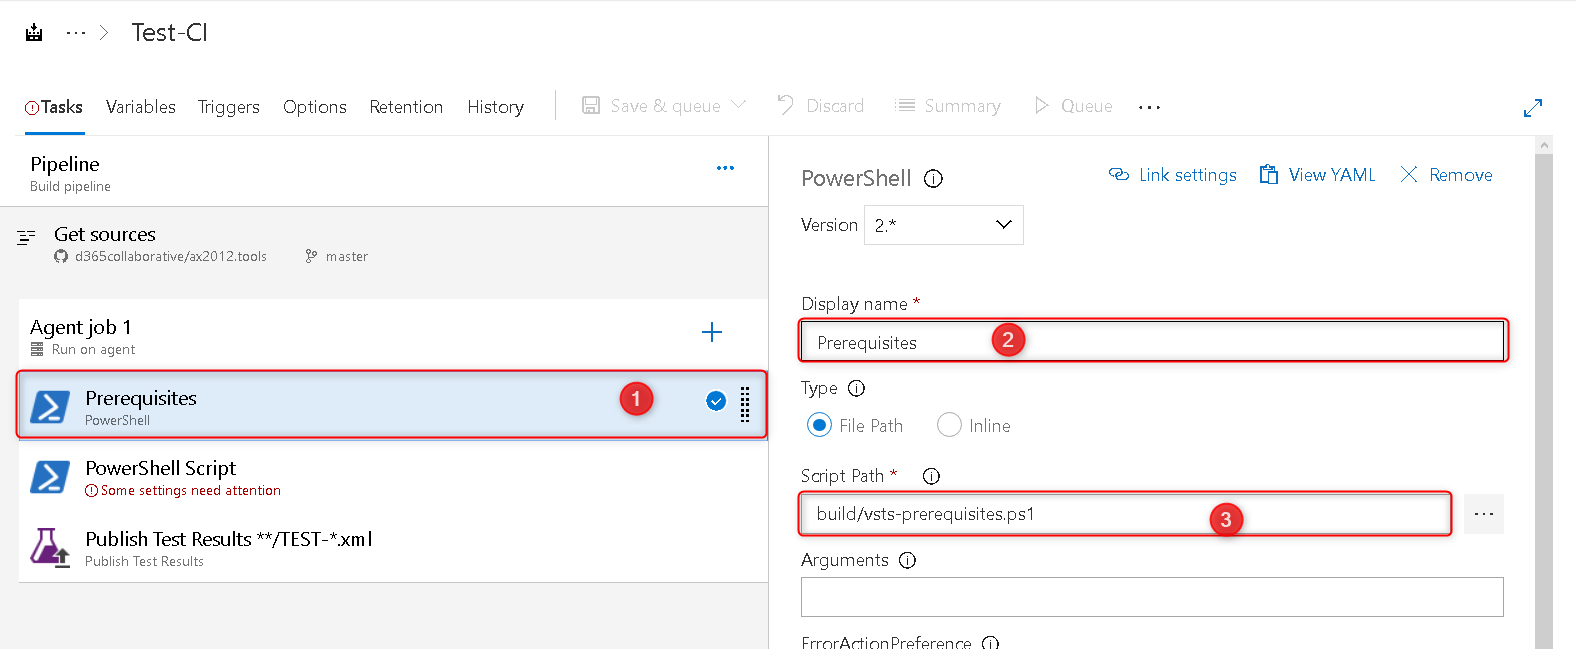 ··· > Test-CI
Tasks Variables Triggers Options Retention History Save & queue Discard Summary Queue ···
Pipeline
Build pipeline
Get sources
d365collaborative/ax2012.tools master
Agent job 1
Run on agent
Prerequisites
PowerShell
1
PowerShell Script
Some settings need attention
Publish Test Results **/TEST-*.xml
Publish Test Results
PowerShell
Link settings View YAML Remove
Version 2.*
Display name *
Prerequisites 2
Type
File Path Inline
Script Path *
build/vsts-prerequisites.ps1 3
Arguments
ErrorActionPreference